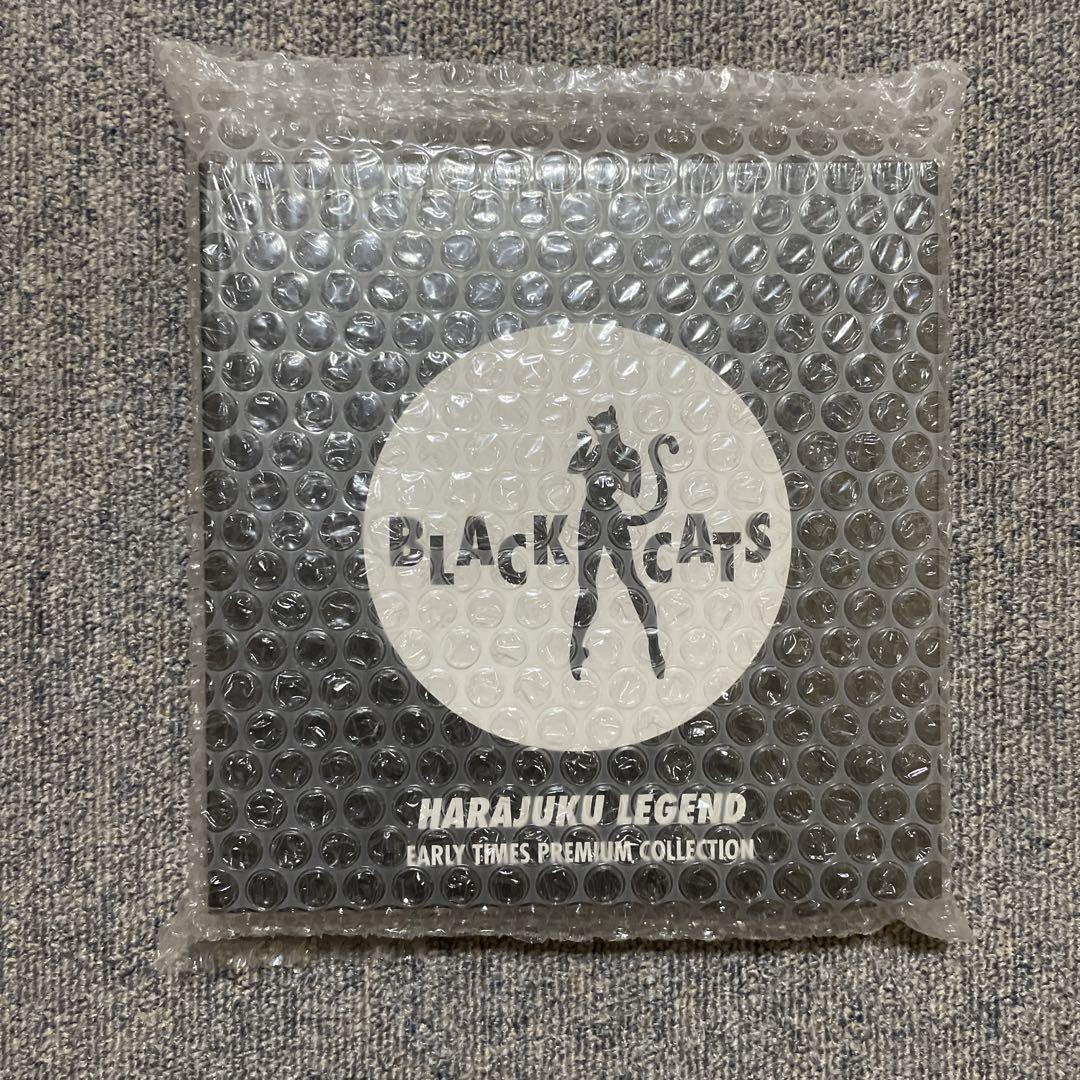 BLACK CATS
HARAJUKU LEGEND
EARLY TIMES PREMIUM COLLECTION